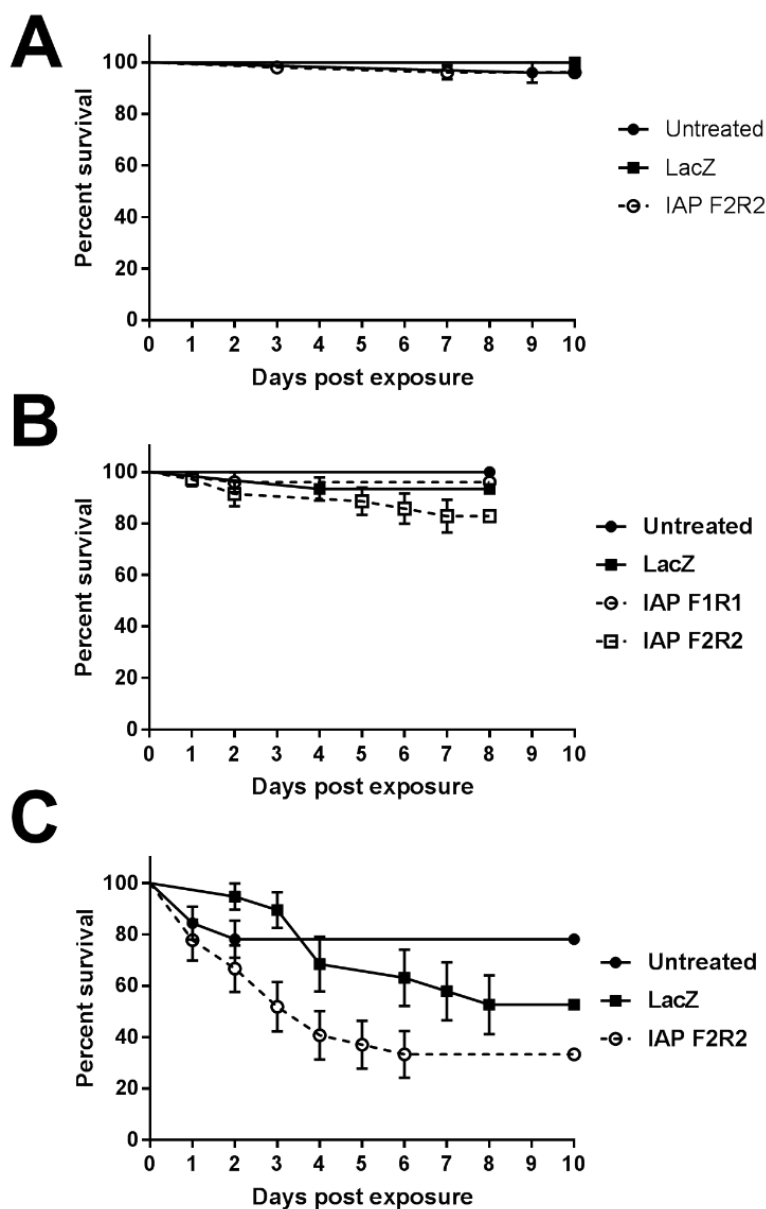 A
Percent survival
100
80
60
40
20
0
0 1 2 3 4 5 6 7 8 9 10
Days post exposure
Untreated
LacZ
IAP F2R2
B
Percent survival
100
80
60
40
20
0
0 1 2 3 4 5 6 7 8 9 10
Days post exposure
Untreated
LacZ
IAP F1R1
IAP F2R2
C
Percent survival
100
80
60
40
20
0
0 1 2 3 4 5 6 7 8 9 10
Days post exposure
Untreated
LacZ
IAP F2R2